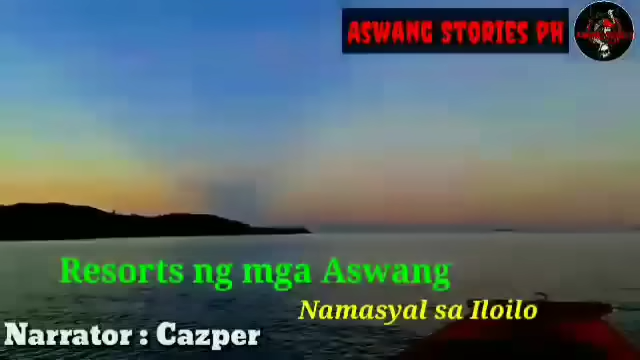 ASWANG STORIES PH
Resorts ng mga Aswang
Namasyal sa Iloilo
Narrator : Cazper